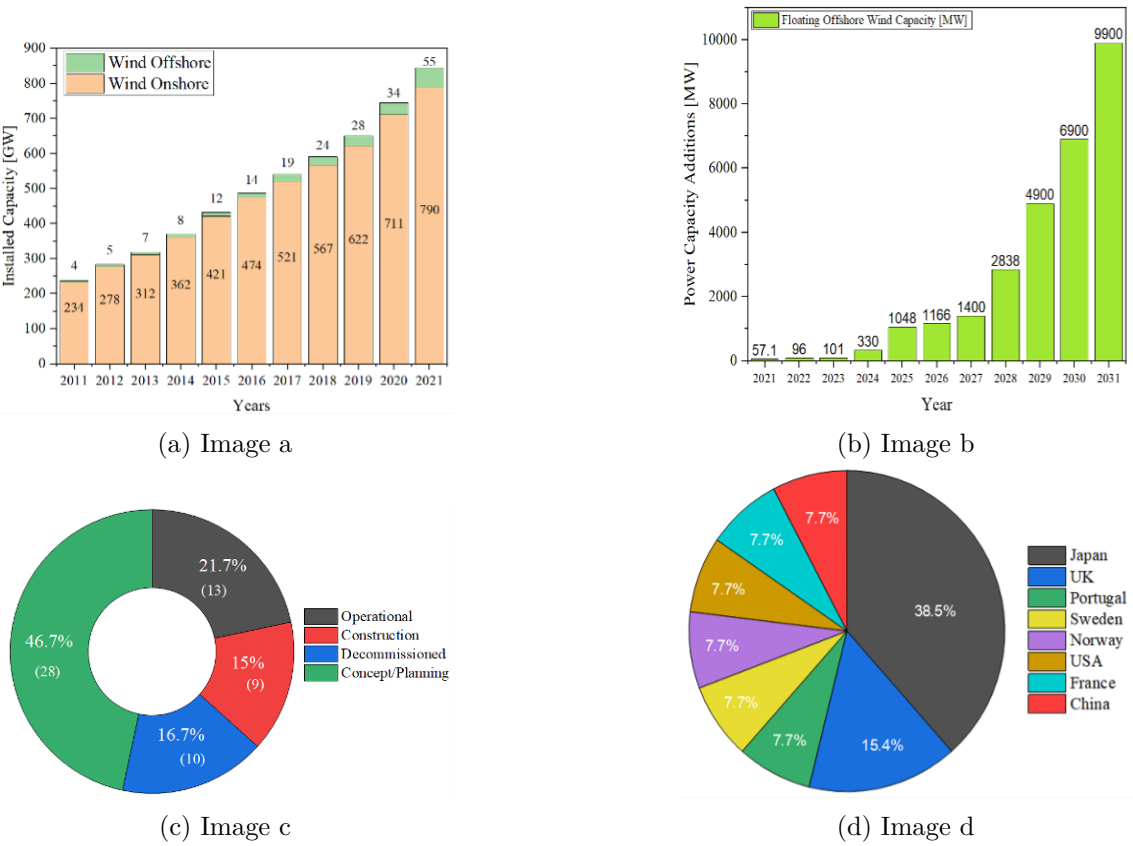 900
800
700
600
500
400
300
200
100
0
Installed Capacity [GW]
Wind Offshore
Wind Onshore
4
5
7
8
12
14
19
24
28
34
55
234
278
312
362
421
474
521
567
622
711
790
2011 2012 2013 2014 2015 2016 2017 2018 2019 2020 2021
Years
(a) Image a
10000
8000
6000
4000
2000
0
Power Capacity Additions [MW]
Floating Offshore Wind Capacity [MW]
57.1
96
101
330
1048
1166
1400
2838
4900
6900
9900
2021 2022 2023 2024 2025 2026 2027 2028 2029 2030 2031
Year
(b) Image b
21.7%
(13)
15%
(9)
16.7%
(10)
46.7%
(28)
Operational
Construction
Decommissioned
Concept/Planning
(c) Image c
38.5%
15.4%
7.7%
7.7%
7.7%
7.7%
7.7%
7.7%
Japan
UK
Portugal
Sweden
Norway
USA
France
China
(d) Image d